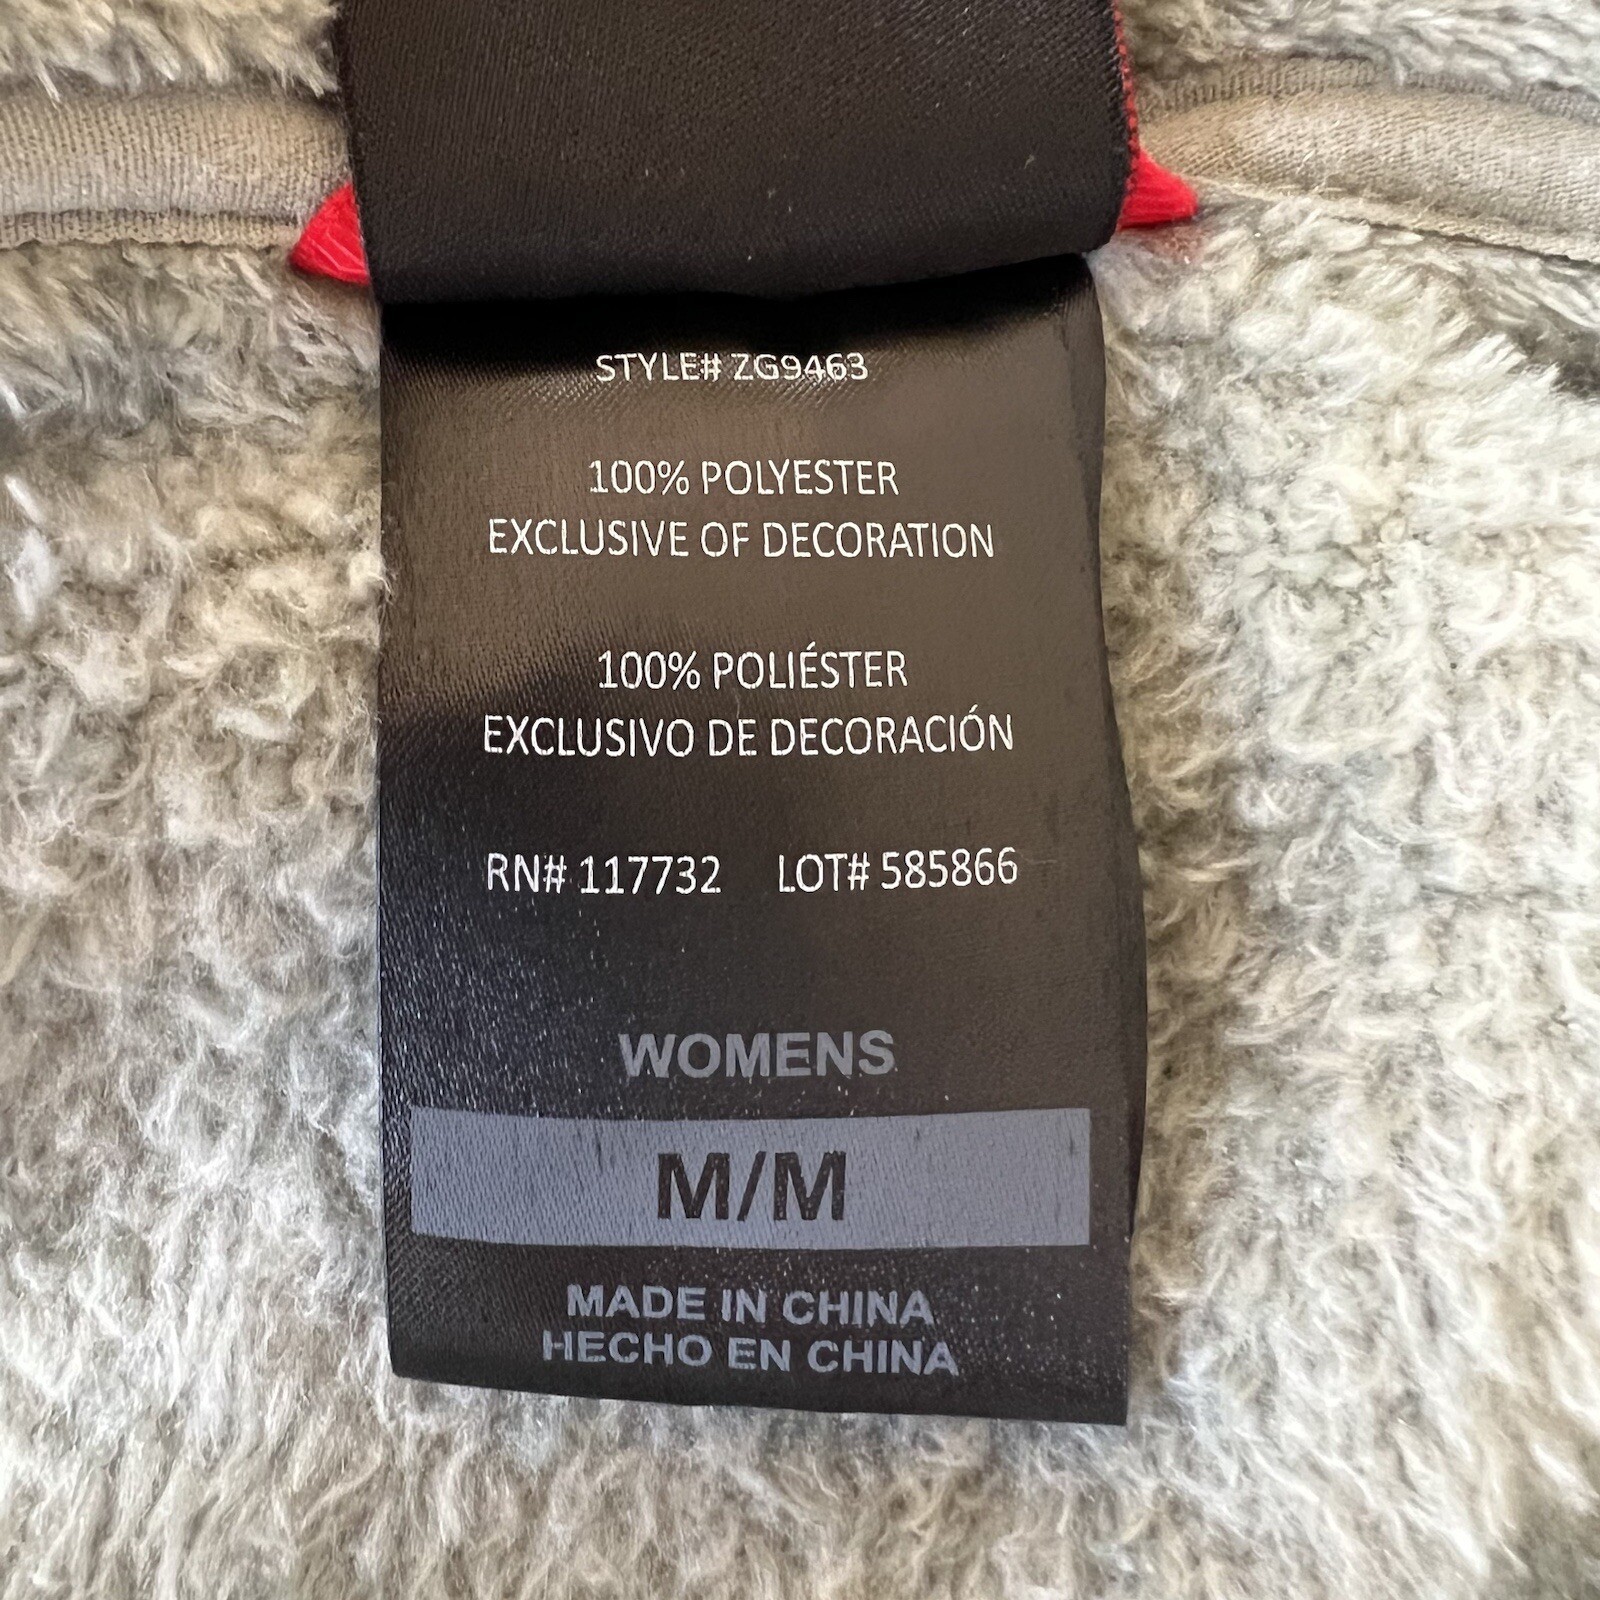 STYLE# ZG9463
100% POLYESTER
EXCLUSIVE OF DECORATION
100% POLIÉSTER
EXCLUSIVO DE DECORACIÓN
RN# 117732 LOT# 585866
WOMENS
M/M
MADE IN CHINA
HECHO EN CHINA